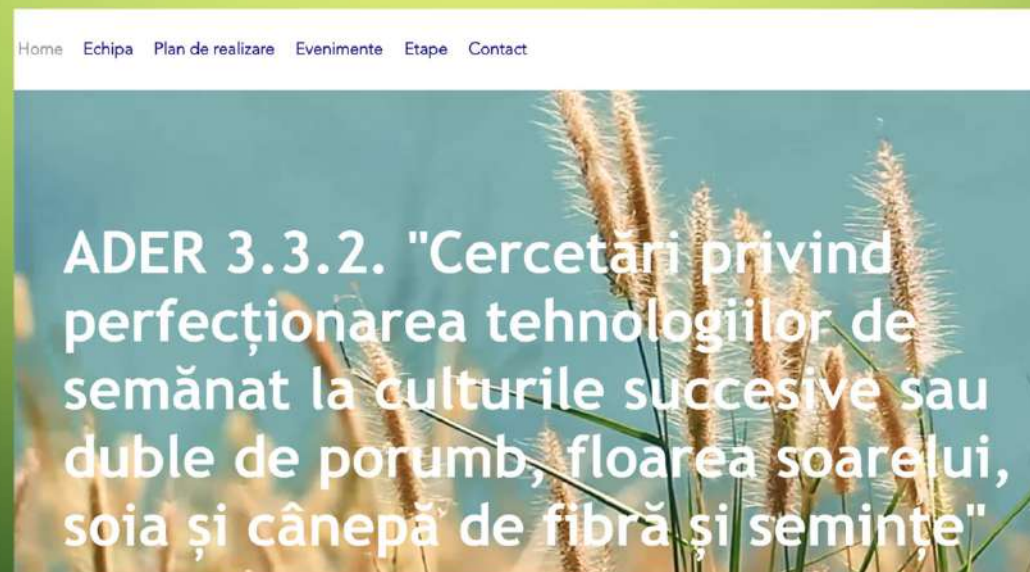 Home Echipa Plan de realizare Evenimente Etape Contact
ADER 3.3.2. "Cercetări privind
perfecționarea tehnologiilor de
semănat la culturile succesive sau
duble de porumb, floarea soarelui,
soia și cânepă de fibră și semințe"